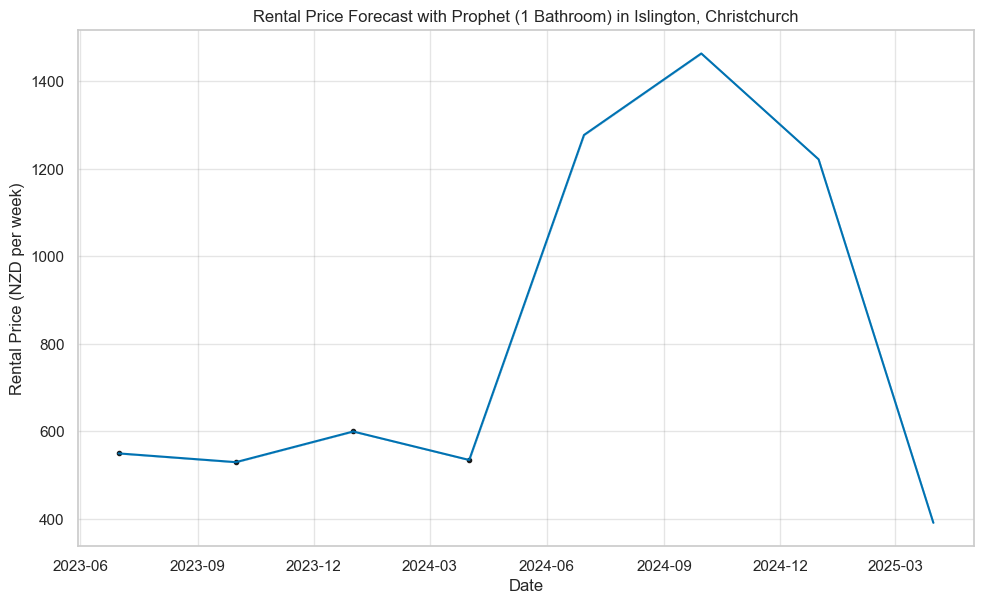 Rental Price Forecast with Prophet (1 Bathroom) in Islington, Christchurch
Rental Price (NZD per week)
1400
1200
1000
800
600
400
2023-06 2023-09 2023-12 2024-03 2024-06 2024-09 2024-12 2025-03
Date